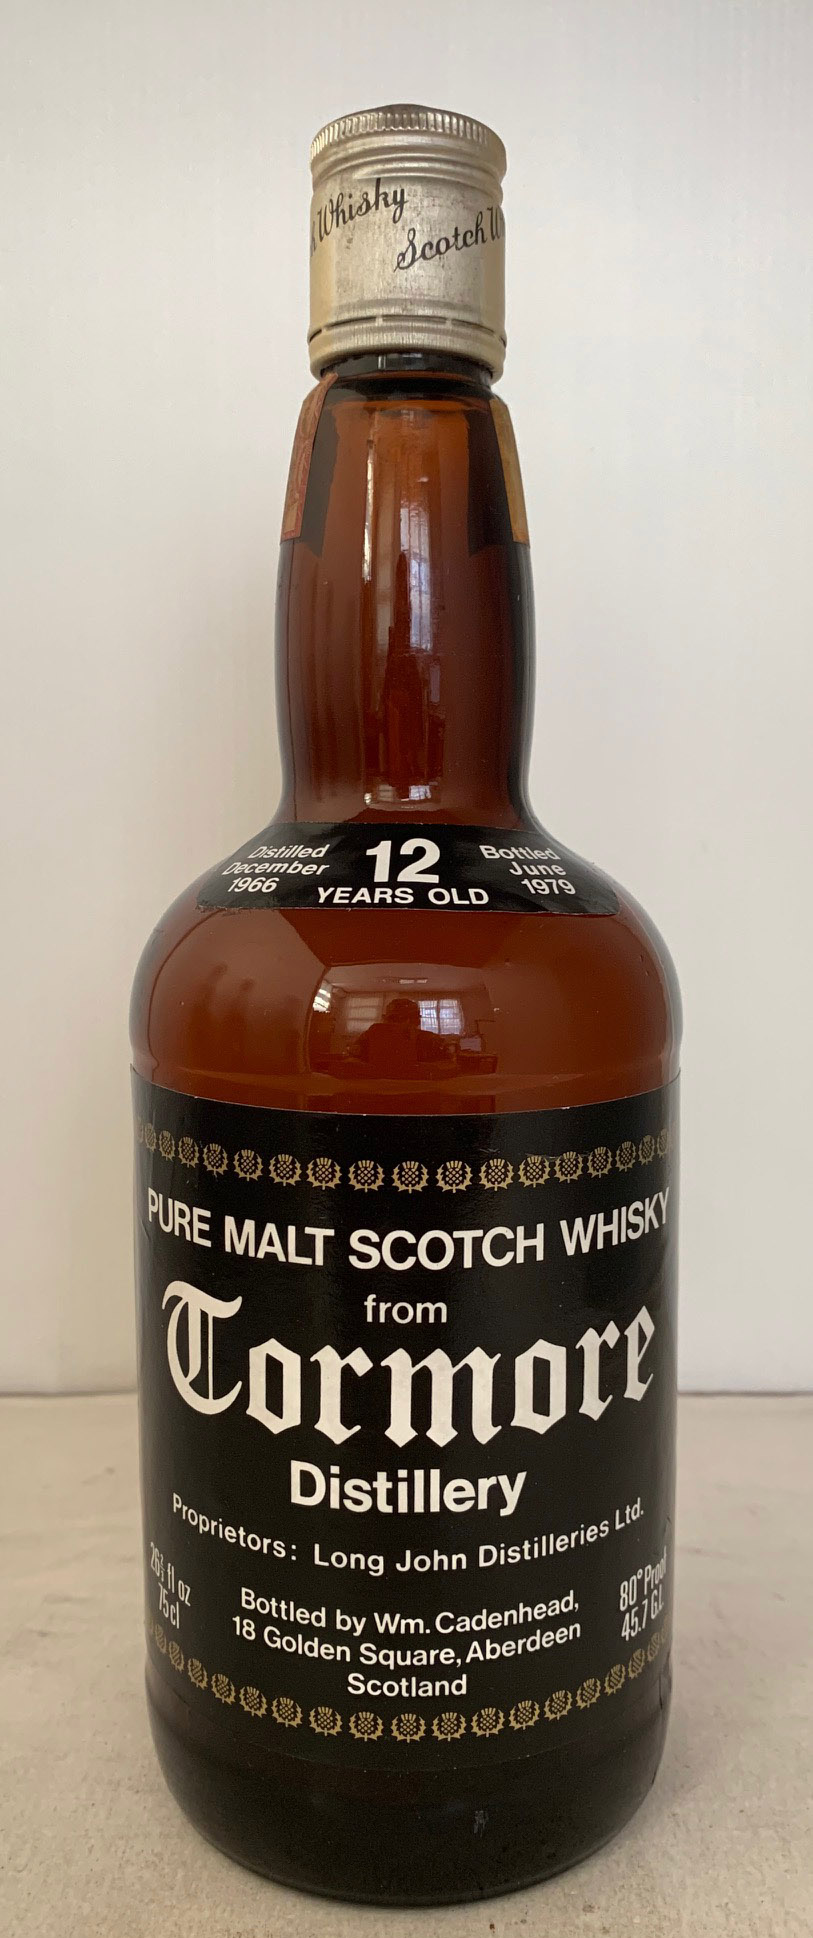 Whisky
Scotch
Distilled
December
1966
12
YEARS OLD
Bottled
June
1979
PURE MALT SCOTCH WHISKY
from
Tormore
Distillery
Proprietors: Long John Distilleries Ltd.
26⅔ fl oz
75cl
Bottled by Wm. Cadenhead,
18 Golden Square, Aberdeen
Scotland
80° Proof
45.7 G.L.